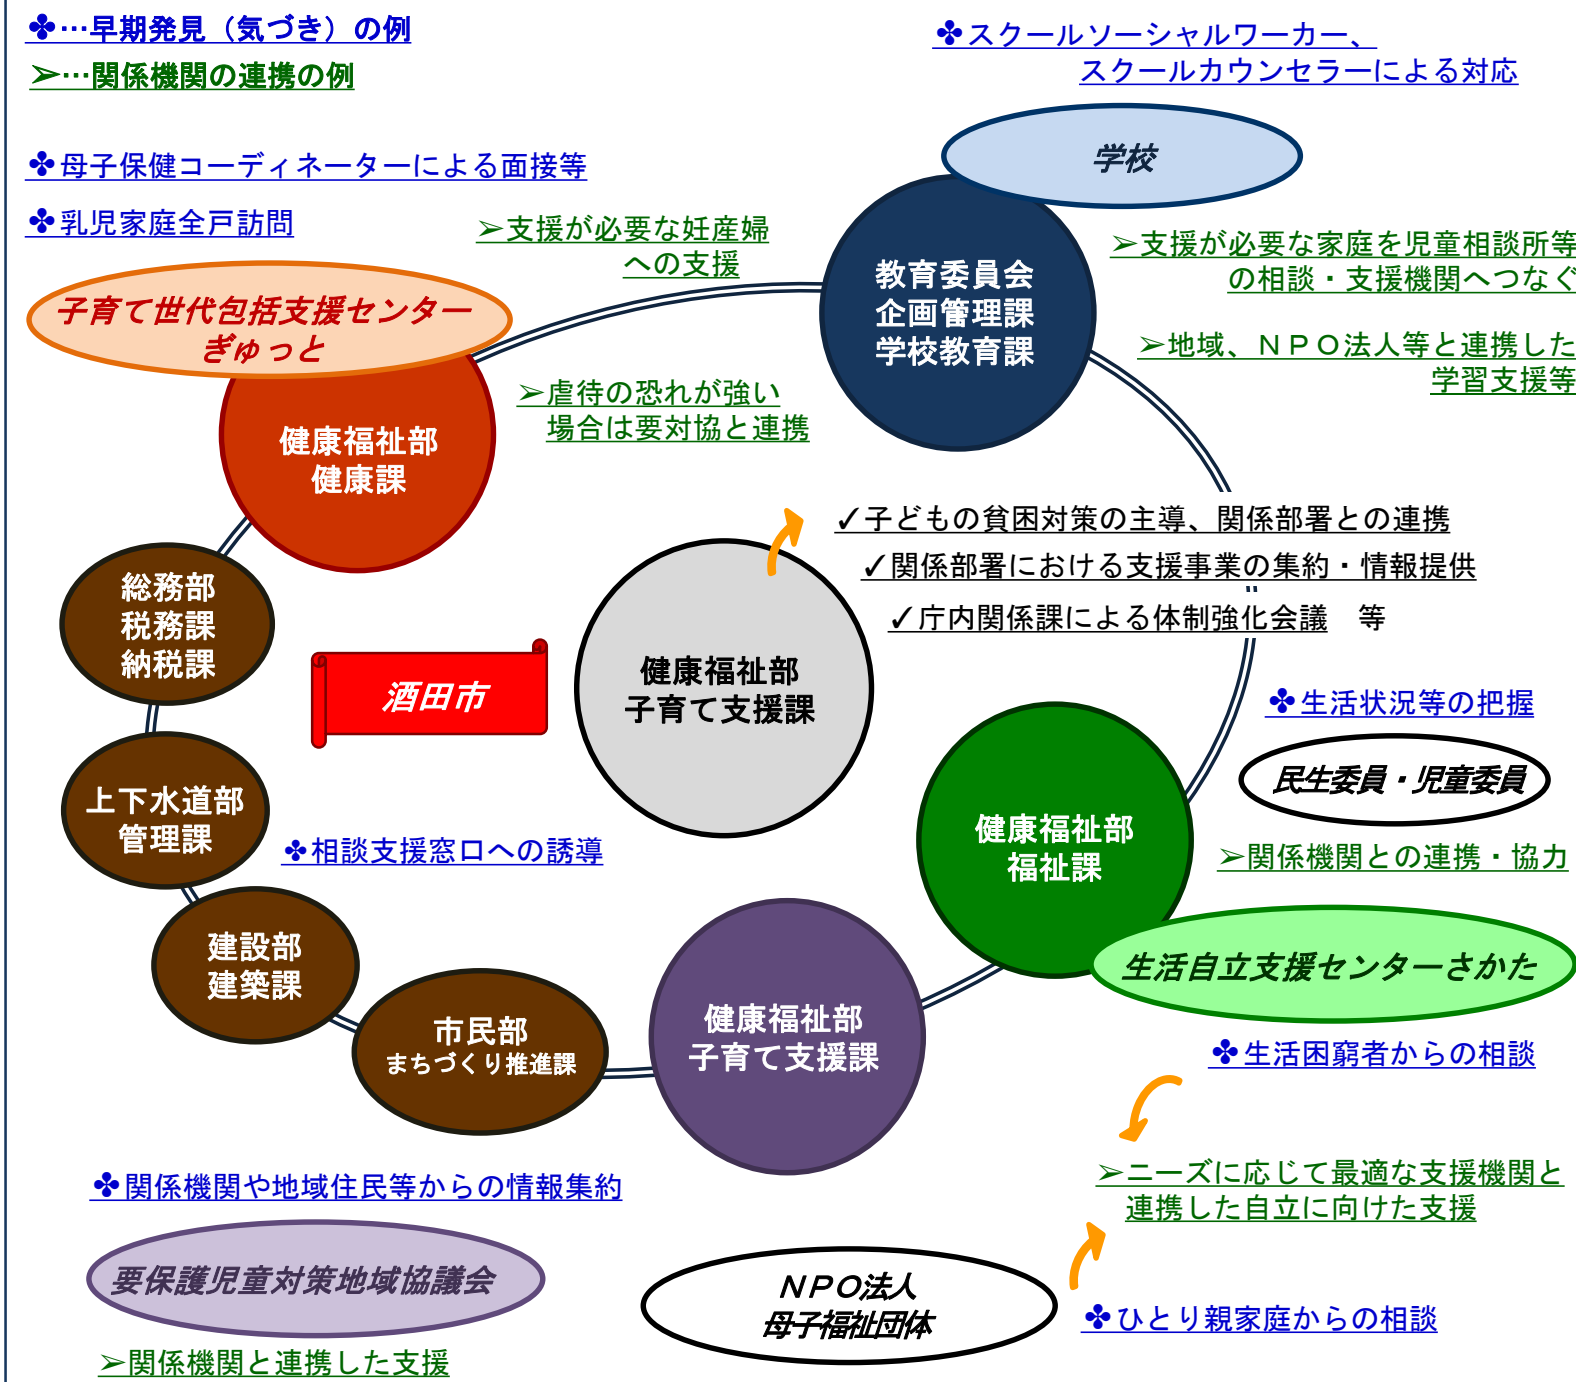 ✤…早期発見（気づき）の例
➢…関係機関の連携の例
✤スクールソーシャルワーカー、
スクールカウンセラーによる対応
学校
✤母子保健コーディネーターによる面接等
✤乳児家庭全戸訪問
➢支援が必要な妊産婦
への支援
子育て世代包括支援センター
ぎゅっと
健康福祉部
健康課
➢虐待の恐れが強い
場合は要対協と連携
教育委員会
企画管理課
学校教育課
➢支援が必要な家庭を児童相談所等
の相談・支援機関へつなぐ
➢地域、ＮＰＯ法人等と連携した
学習支援等
✓子どもの貧困対策の主導、関係部署との連携
✓関係部署における支援事業の集約・情報提供
✓庁内関係課による体制強化会議　等
総務部
税務課
納税課
酒田市
健康福祉部
子育て支援課
✤生活状況等の把握
民生委員・児童委員
➢関係機関との連携・協力
上下水道部
管理課
✤相談支援窓口への誘導
健康福祉部
福祉課
生活自立支援センターさかた
✤生活困窮者からの相談
建設部
建築課
市民部
まちづくり推進課
健康福祉部
子育て支援課
➢ニーズに応じて最適な支援機関と
連携した自立に向けた支援
✤関係機関や地域住民等からの情報集約
要保護児童対策地域協議会
➢関係機関と連携した支援
ＮＰＯ法人
母子福祉団体
✤ひとり親家庭からの相談